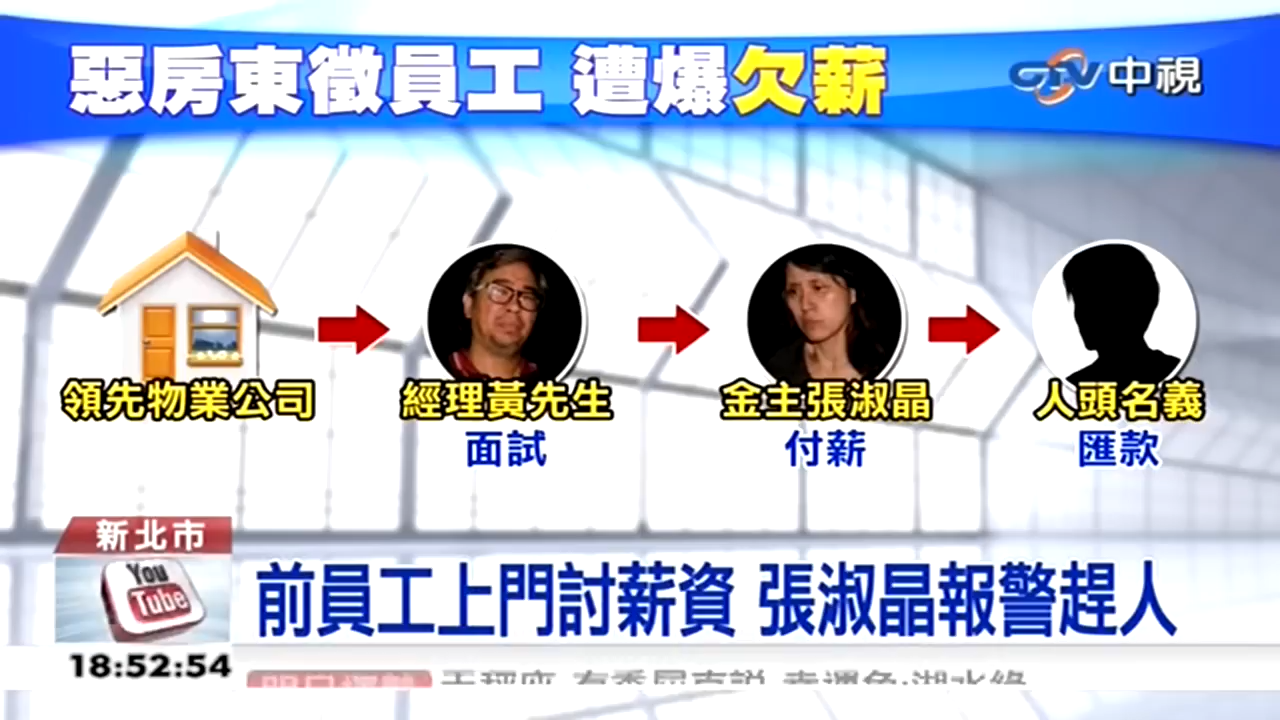 惡房東徵員工 遭爆欠薪
CTV中視
領先物業公司
經理黃先生
面試
金主張淑晶
付薪
人頭名義
匯款
新北市
You
Tube
前員工上門討薪資 張淑晶報警趕人
18:52:54